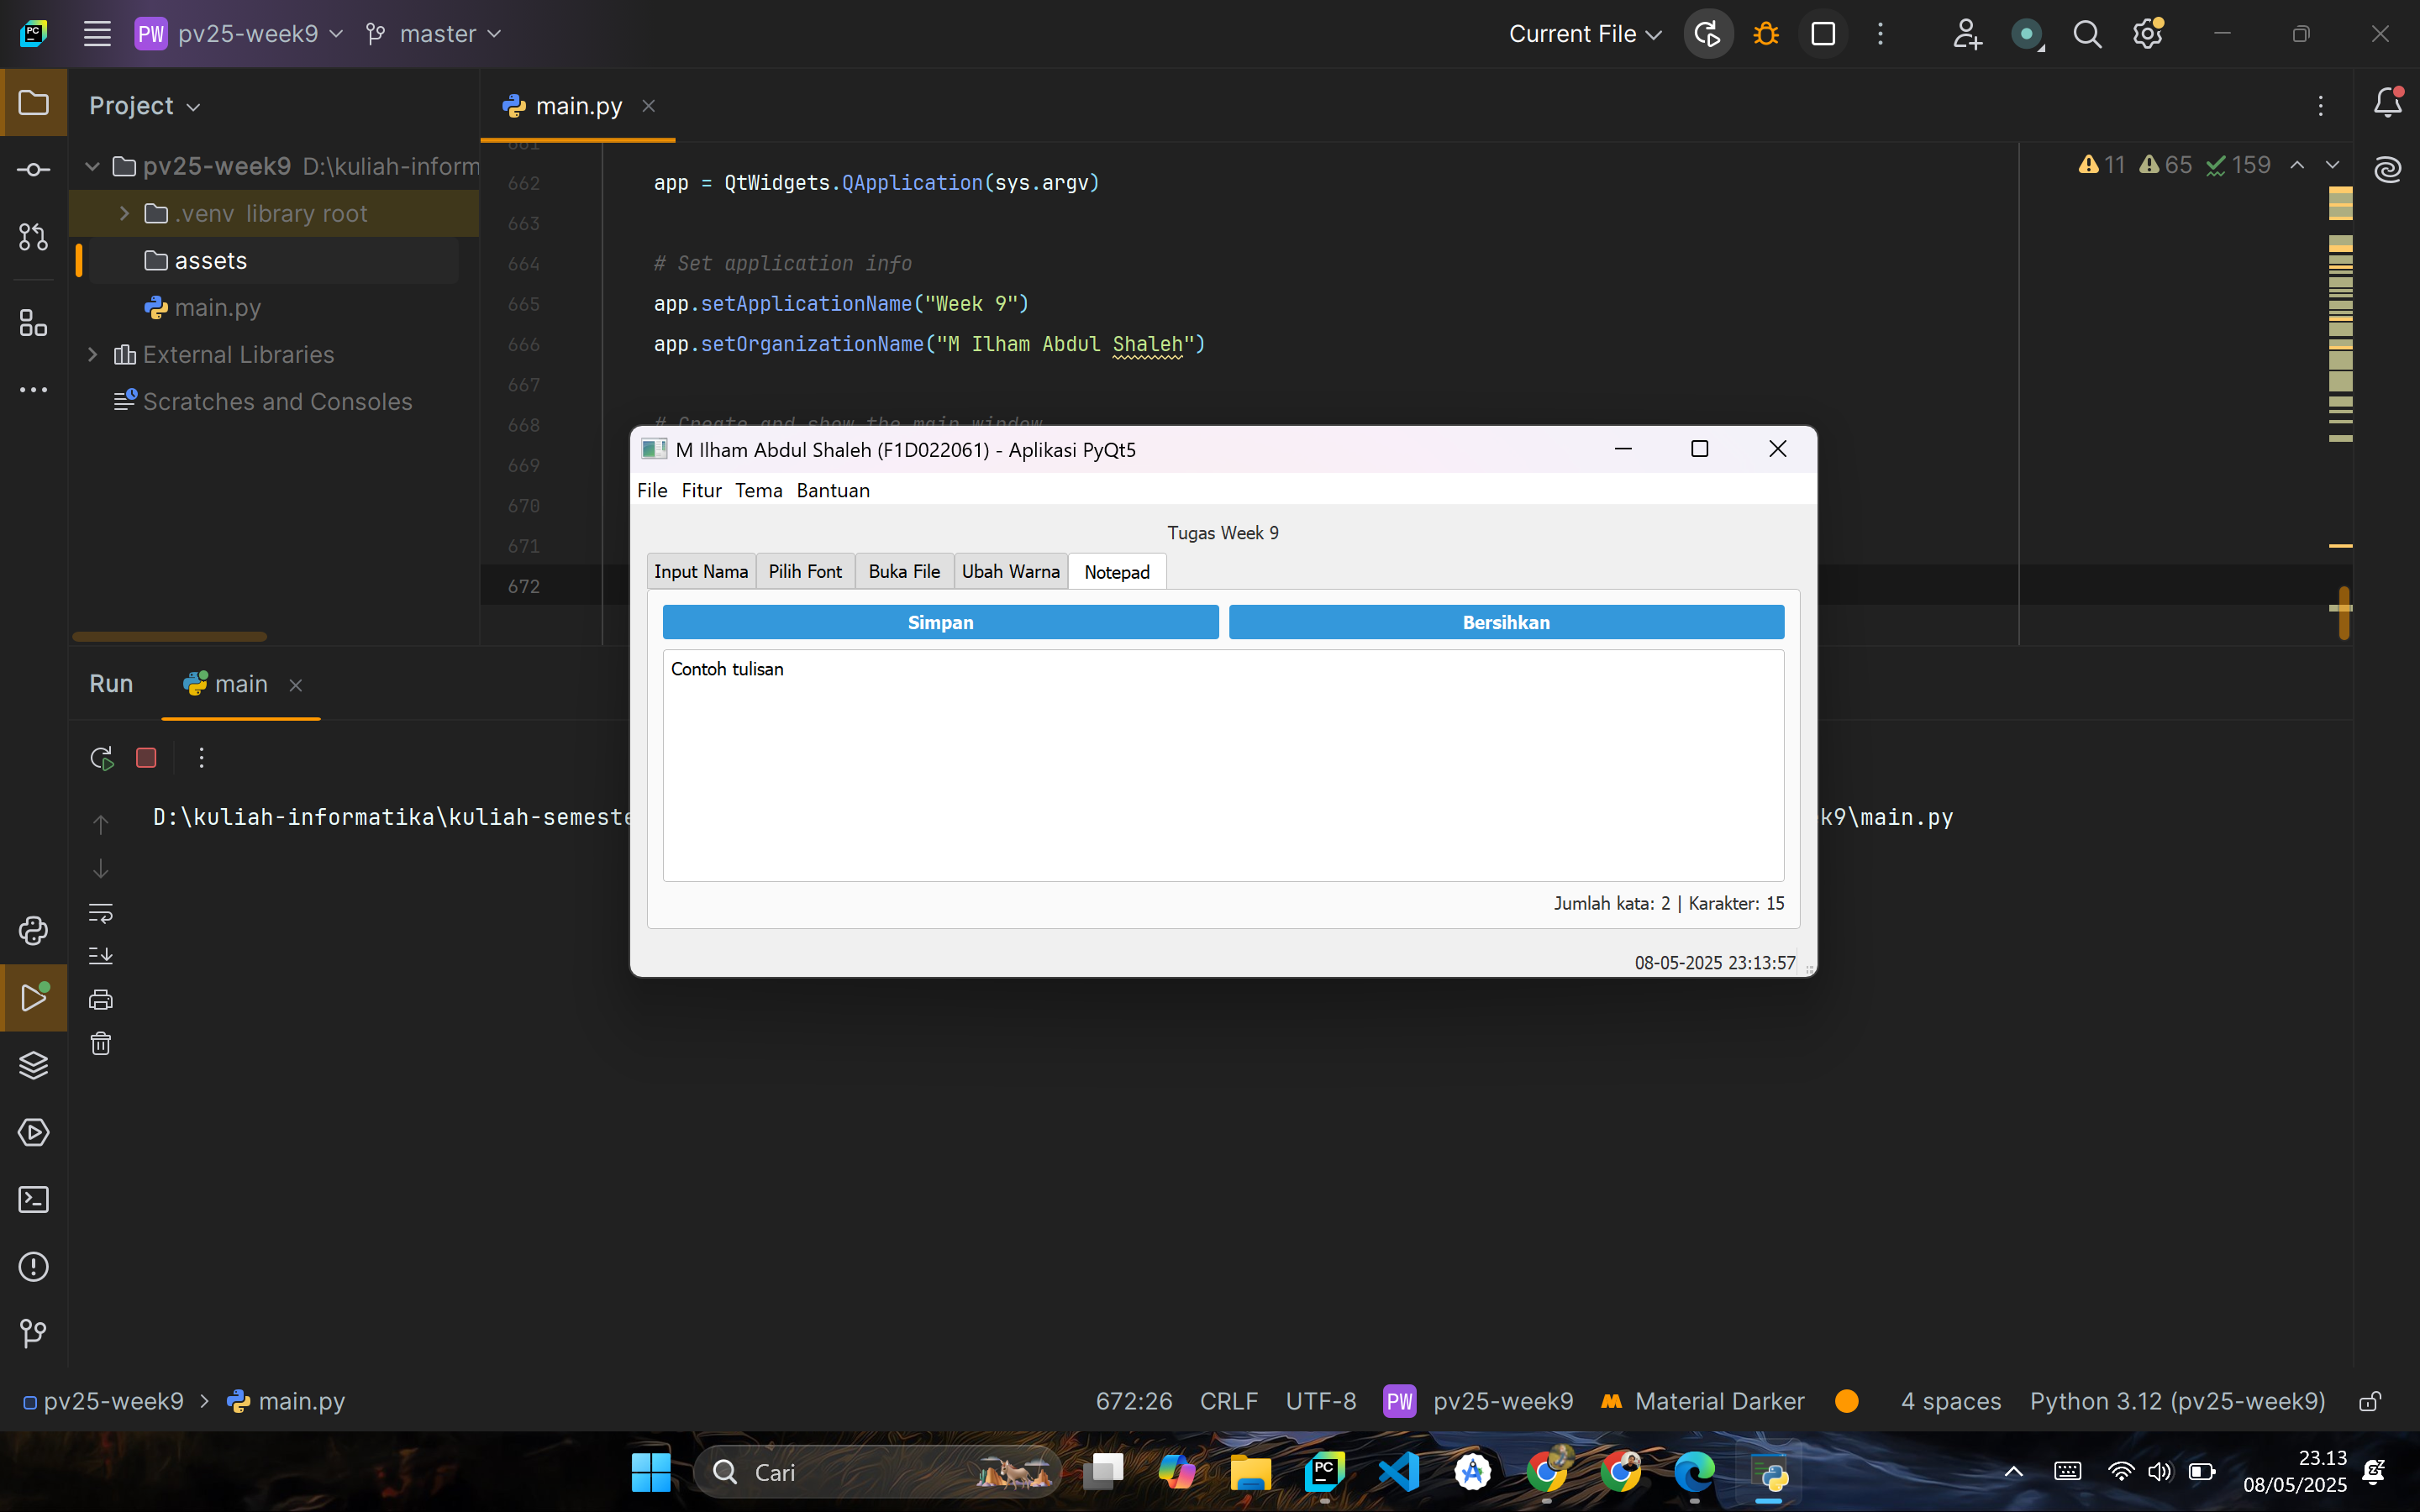 PC PW pv25-week9 master Current File
Project
main.py
pv25-week9 D:\kuliah-inform
.venv library root
assets
main.py
External Libraries
Scratches and Consoles
11 65 159
661
662 app = QtWidgets.QApplication(sys.argv)
663
664 # Set application info
665 app.setApplicationName("Week 9")
666 app.setOrganizationName("M Ilham Abdul Shaleh")
667
668 # Create and show the main window
669
670
671
672
M Ilham Abdul Shaleh (F1D022061) - Aplikasi PyQt5
File Fitur Tema Bantuan
Tugas Week 9
Input Nama Pilih Font Buka File Ubah Warna Notepad
Simpan Bersihkan
Contoh tulisan
Jumlah kata: 2 | Karakter: 15
08-05-2025 23:13:57
Run main
D:\kuliah-informatika\kuliah-semeste k9\main.py
pv25-week9 main.py 672:26 CRLF UTF-8 PW pv25-week9 Material Darker 4 spaces Python 3.12 (pv25-week9)
Cari PC 23.13
08/05/2025